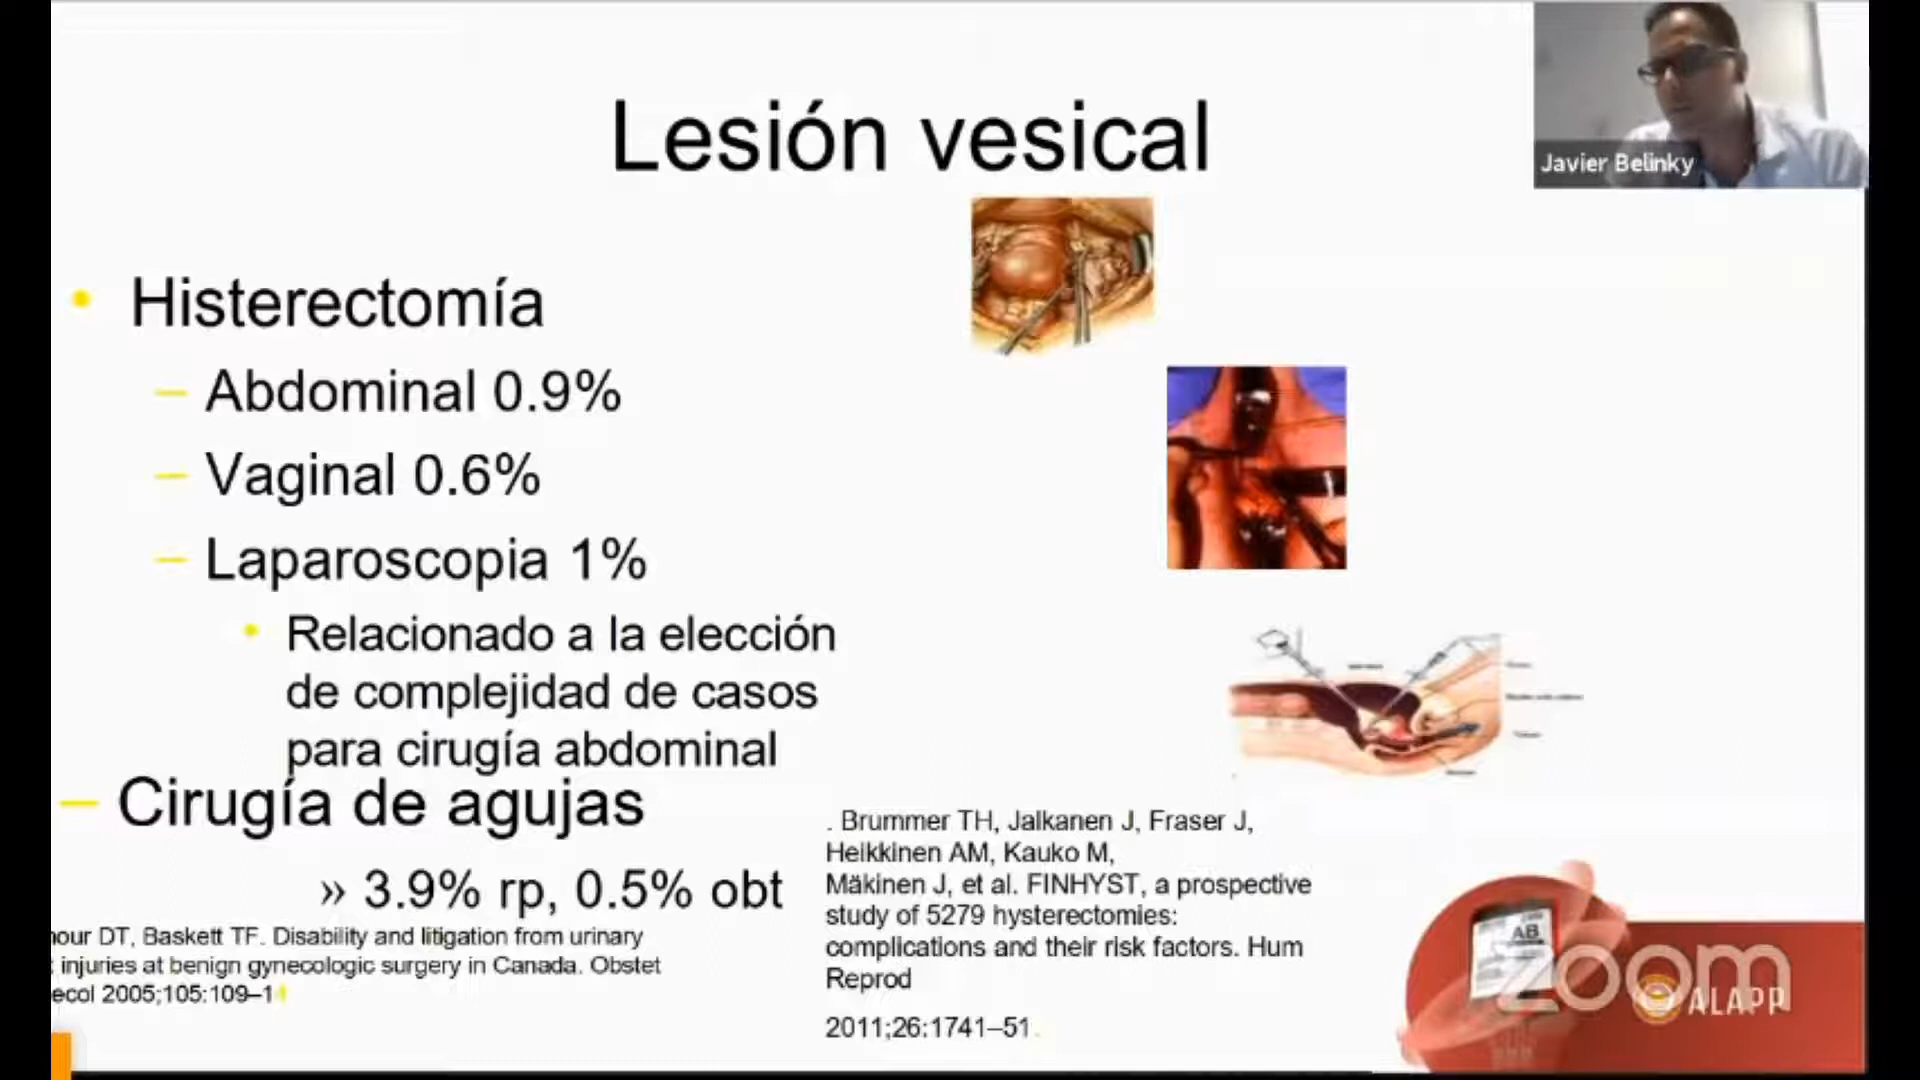 Lesión vesical
Javier Belinky
• Histerectomía
– Abdominal 0.9%
– Vaginal 0.6%
– Laparoscopia 1%
• Relacionado a la elección
de complejidad de casos
para cirugía abdominal
– Cirugía de agujas
» 3.9% rp, 0.5% obt
our DT, Baskett TF. Disability and litigation from urinary
injuries at benign gynecologic surgery in Canada. Obstet
ecol 2005;105:109–1
. Brummer TH, Jalkanen J, Fraser J,
Heikkinen AM, Kauko M,
Mäkinen J, et al. FINHYST, a prospective
study of 5279 hysterectomies:
complications and their risk factors. Hum
Reprod
2011;26:1741–51.
AB
zoom
ALAPP